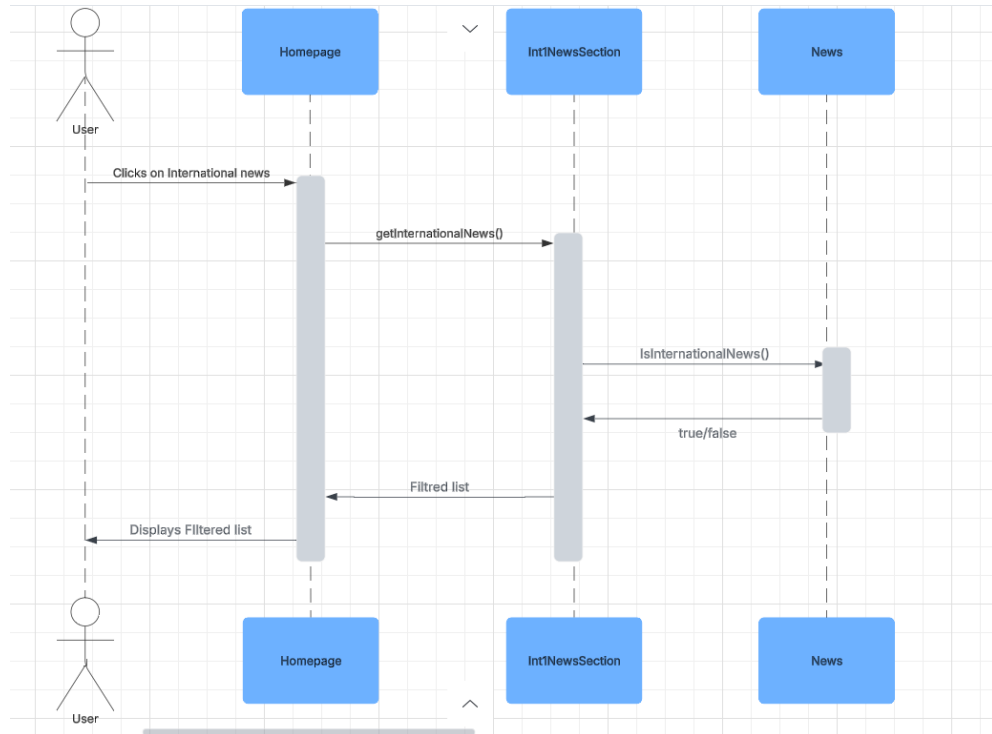 Homepage
Int1NewsSection
News
User
Clicks on International news
getInternationalNews()
IsInternationalNews()
true/false
Filtred list
Displays FIltered list
Homepage
Int1NewsSection
News
User